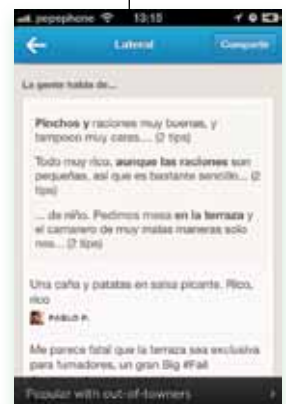 pepephone 13:15
Lateral Compartir
La gente habla de...
Pinchos y raciones muy buenas, y
tampoco muy caras... (2 tips)
Todo muy rico, aunque las raciones son
pequeñas, así que es bastante sencillo... (2
tips)
... de niño. Pedimos mesa en la terraza y
el camarero de muy malas maneras solo
nos... (2 tips)
Una caña y patatas en salsa picante. Rico,
rico
PABLO P.
Me parece fatal que la terraza sea exclusiva
para fumadores, un gran Big #Fail
Popular with out-of-towners